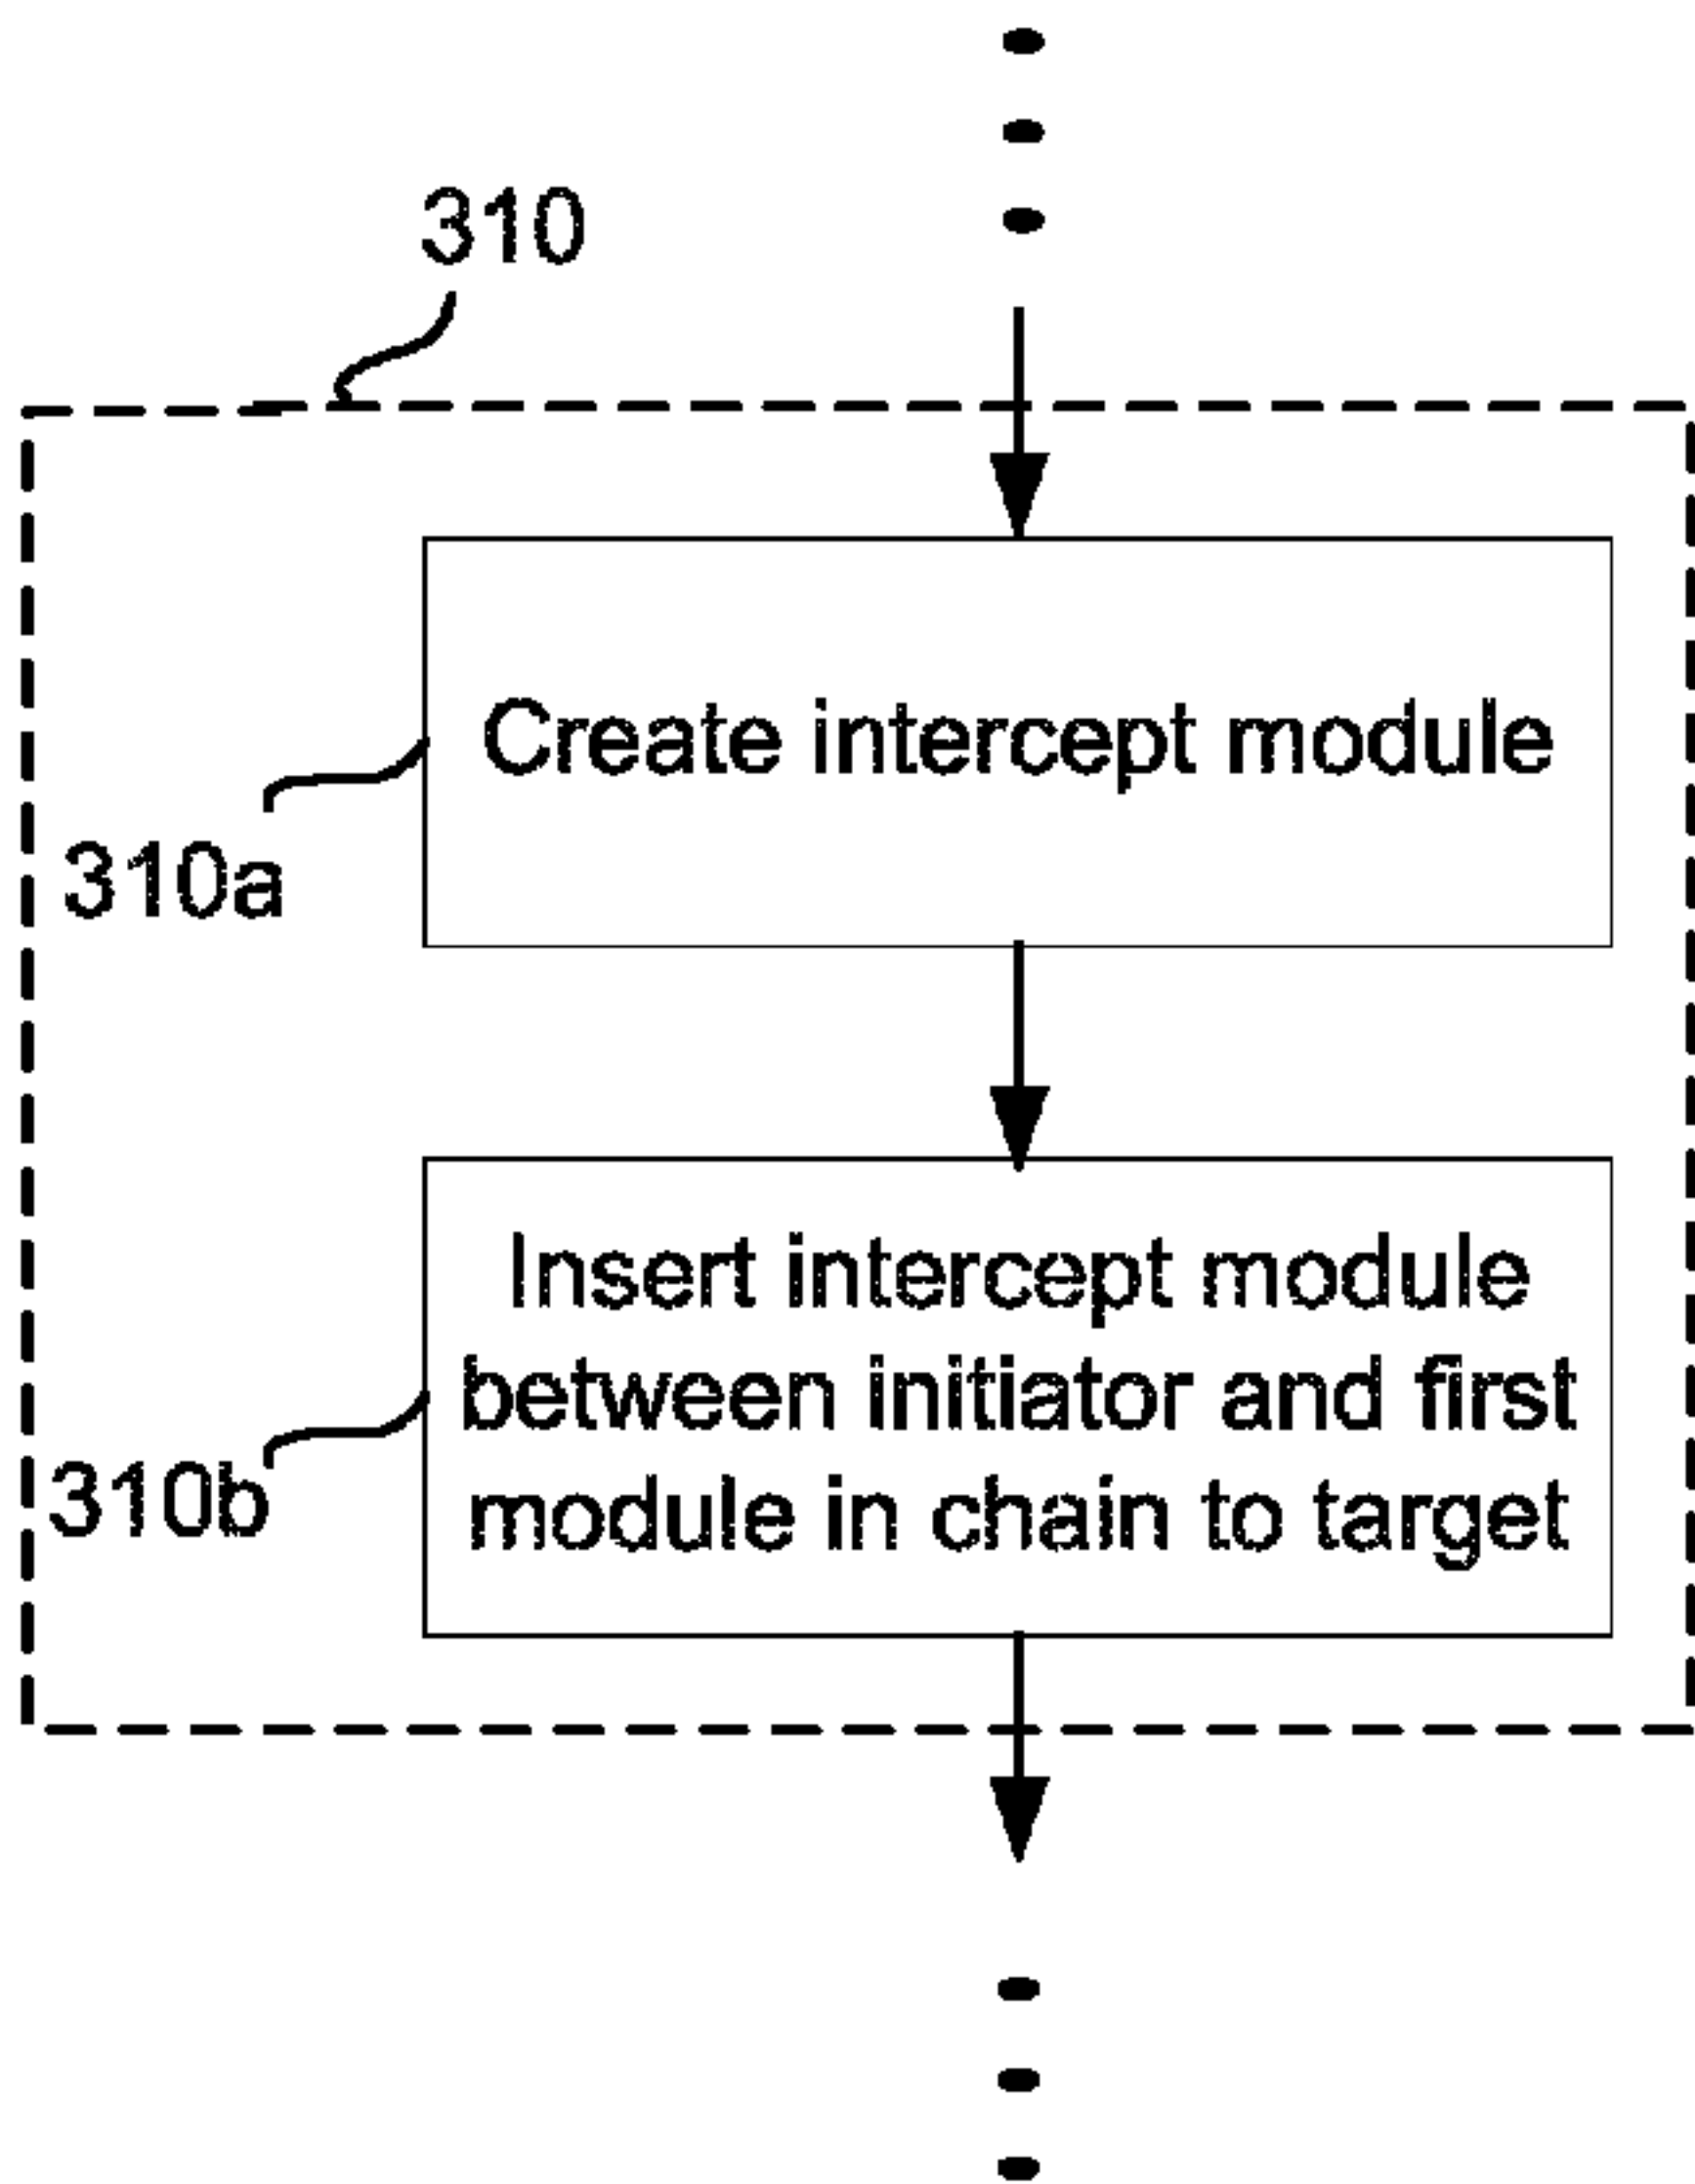 310
Create intercept module
310a
Insert intercept module
between initiator and first
module in chain to target
310b